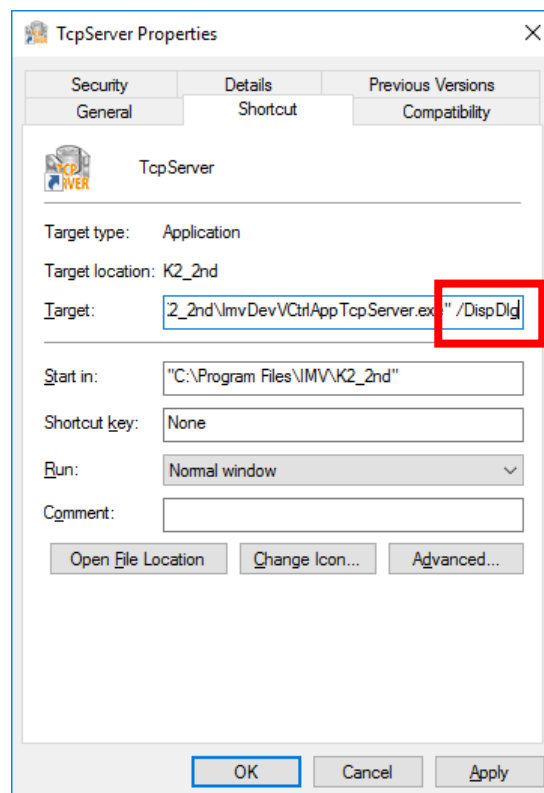 TcpServer Properties
Security Details Previous Versions
General Shortcut Compatibility
TCP
TcpServer
Target type: Application
Target location: K2_2nd
Target: 2_2nd\ImvDevVCtrlAppTcpServer.exe" /DispDlg
Start in: "C:\Program Files\IMV\K2_2nd"
Shortcut key: None
Run: Normal window
Comment:
Open File Location Change Icon... Advanced...
OK Cancel Apply